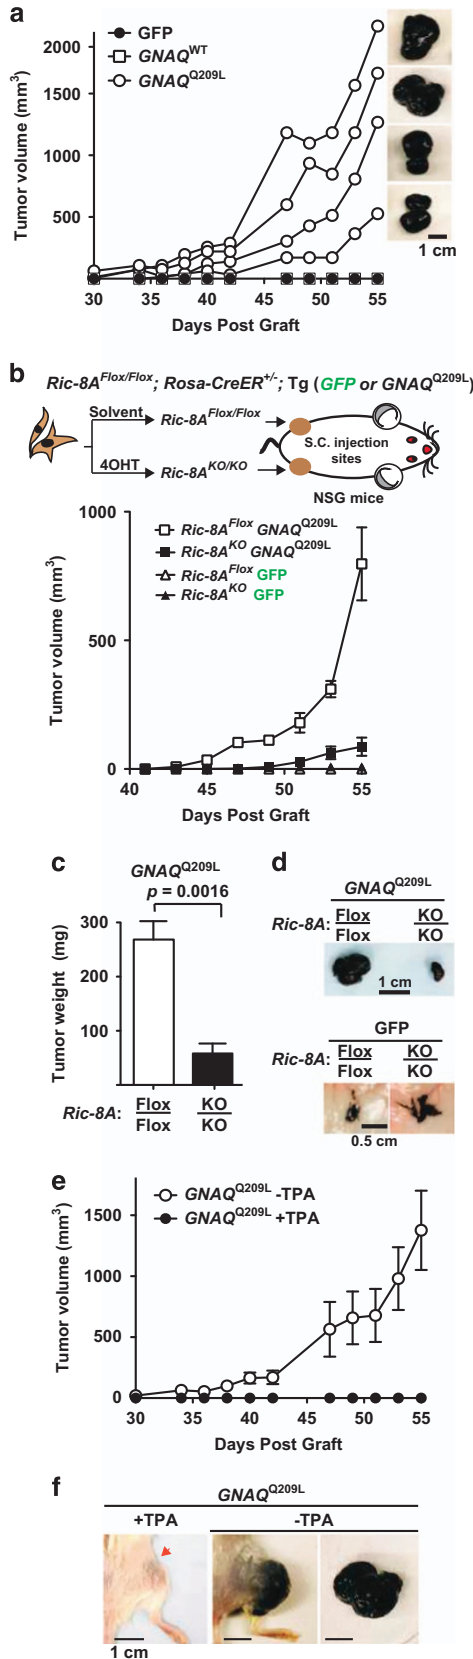 a
GFP
GNAQ^WT
GNAQ^Q209L
Tumor volume (mm³)
2000
1500
1000
500
30 35 40 45 50 55
Days Post Graft
1 cm
b
Ric-8A^Flox/Flox; Rosa-CreER^+/-; Tg (GFP or GNAQ^Q209L)
Solvent
Ric-8A^Flox/Flox
4OHT
Ric-8A^KO/KO
S.C. injection
sites
NSG mice
Tumor volume (mm³)
1000
500
0
Ric-8A^Flox GNAQ^Q209L
Ric-8A^KO GNAQ^Q209L
Ric-8A^Flox GFP
Ric-8A^KO GFP
40 45 50 55
Days Post Graft
c
GNAQ^Q209L
p = 0.0016
Tumor weight (mg)
300
200
100
Ric-8A: Flox KO
Flox KO
d
GNAQ^Q209L
Ric-8A: Flox KO
Flox KO
1 cm
GFP
Ric-8A: Flox KO
Flox KO
0.5 cm
e
GNAQ^Q209L -TPA
GNAQ^Q209L +TPA
Tumor volume (mm³)
1500
1000
500
0
30 35 40 45 50 55
Days Post Graft
f
GNAQ^Q209L
+TPA -TPA
1 cm